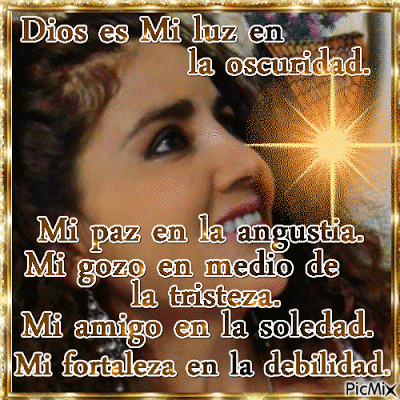 Dios es Mi luz en
la oscuridad.
Mi paz en la angustia.
Mi gozo en medio de
la tristeza.
Mi amigo en la soledad.
Mi fortaleza en la debilidad.
PicMix